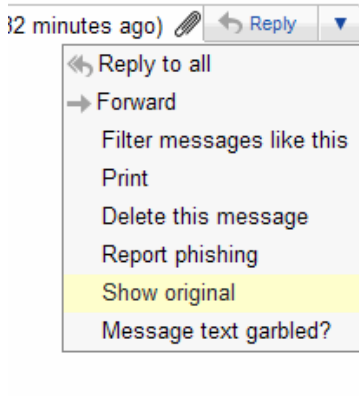 32 minutes ago) Reply
Reply to all
Forward
Filter messages like this
Print
Delete this message
Report phishing
Show original
Message text garbled?